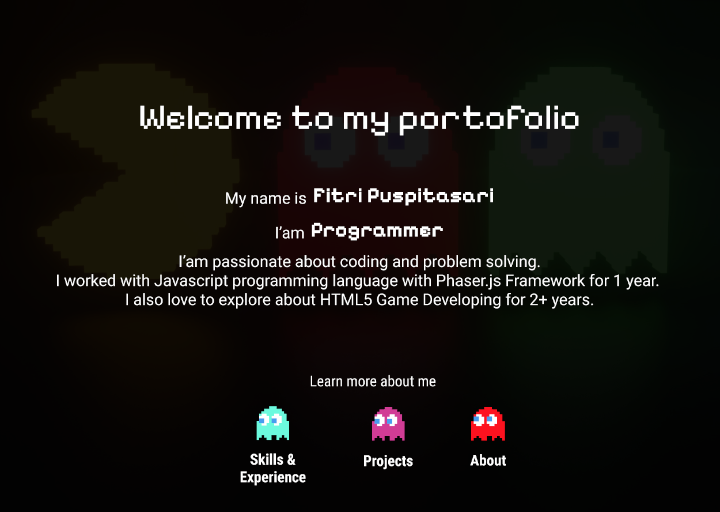 Welcome to my portofolio
My name is Fitri Puspitasari
I'am Programmer
I'am passionate about coding and problem solving.
I worked with Javascript programming language with Phaser.js Framework for 1 year.
I also love to explore about HTML5 Game Developing for 2+ years.
Learn more about me
Skills &
Experience
Projects
About